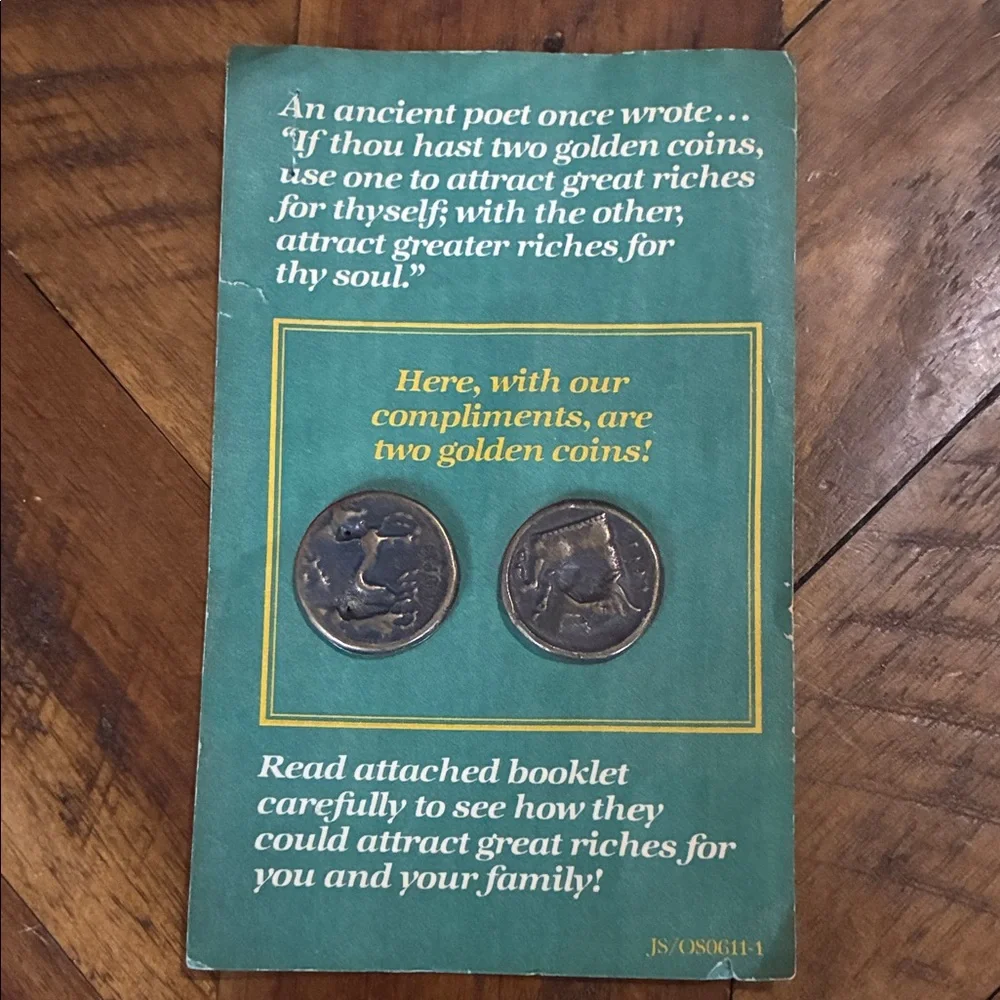 An ancient poet once wrote...
“If thou hast two golden coins,
use one to attract great riches
for thyself; with the other,
attract greater riches for
thy soul.”
Here, with our
compliments, are
two golden coins!
Read attached booklet
carefully to see how they
could attract great riches for
you and your family!
JS/OS0611-1